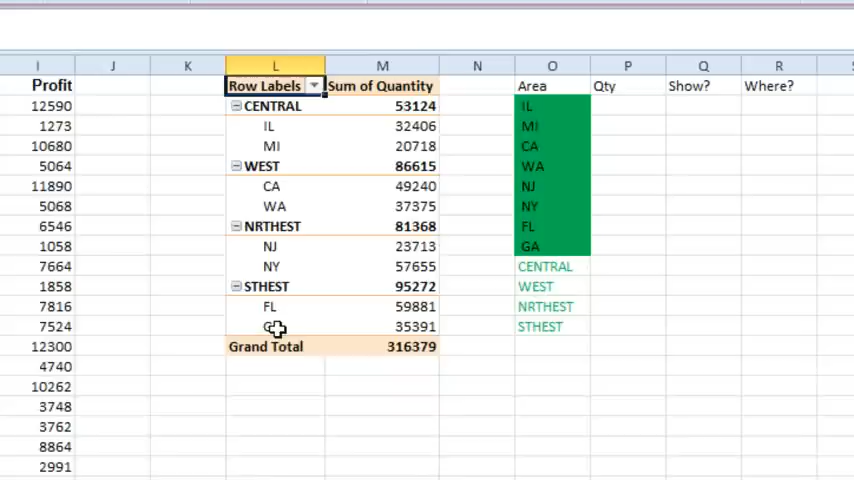 I J K L M N O P Q R S
Profit Row Labels Sum of Quantity Area Qty Show? Where?
12590 CENTRAL 53124 IL
1273 IL 32406 MI
10680 MI 20718 CA
5064 WEST 86615 WA
11890 CA 49240 NJ
5068 WA 37375 NY
6546 NRTHEST 81368 FL
1058 NJ 23713 GA
7664 NY 57655 CENTRAL
1858 STHEST 95272 WEST
7816 FL 59881 NRTHEST
7524 35391 STHEST
12300 Grand Total 316379
4740
10262
3748
3762
8864
2991